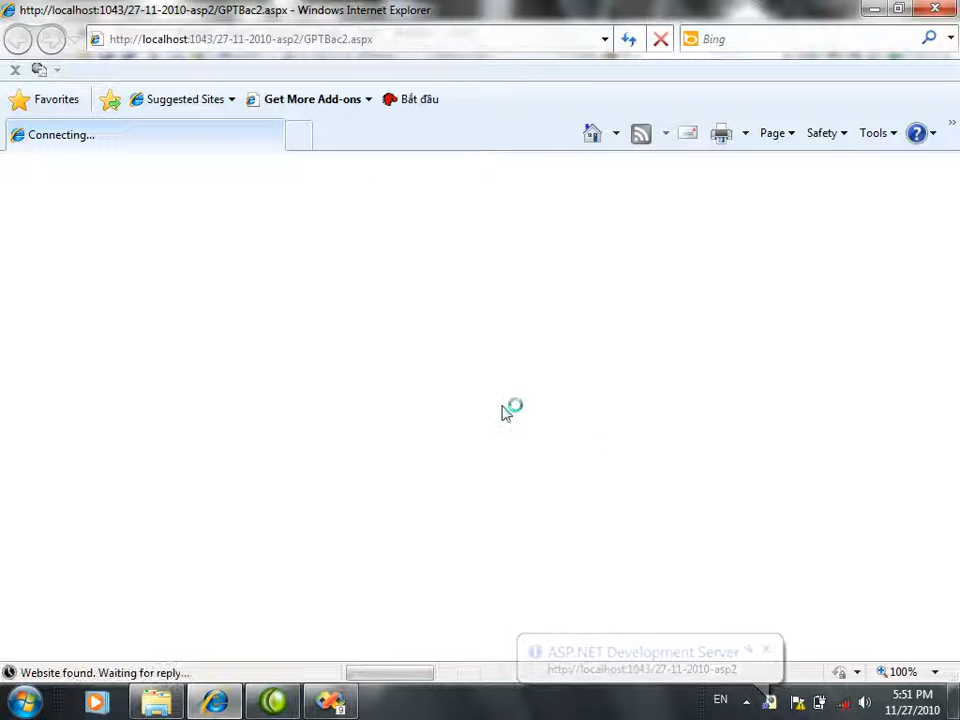 http://localhost:1043/27-11-2010-asp2/GPTBac2.aspx - Windows Internet Explorer
http://localhost:1043/27-11-2010-asp2/GPTBac2.aspx
Bing
Favorites Suggested Sites Get More Add-ons Bắt đầu
Connecting...
Page Safety Tools
ASP.NET Development Server
http://localhost:1043/27-11-2010-asp2
Website found. Waiting for reply...
100%
9
EN
5:51 PM
11/27/2010